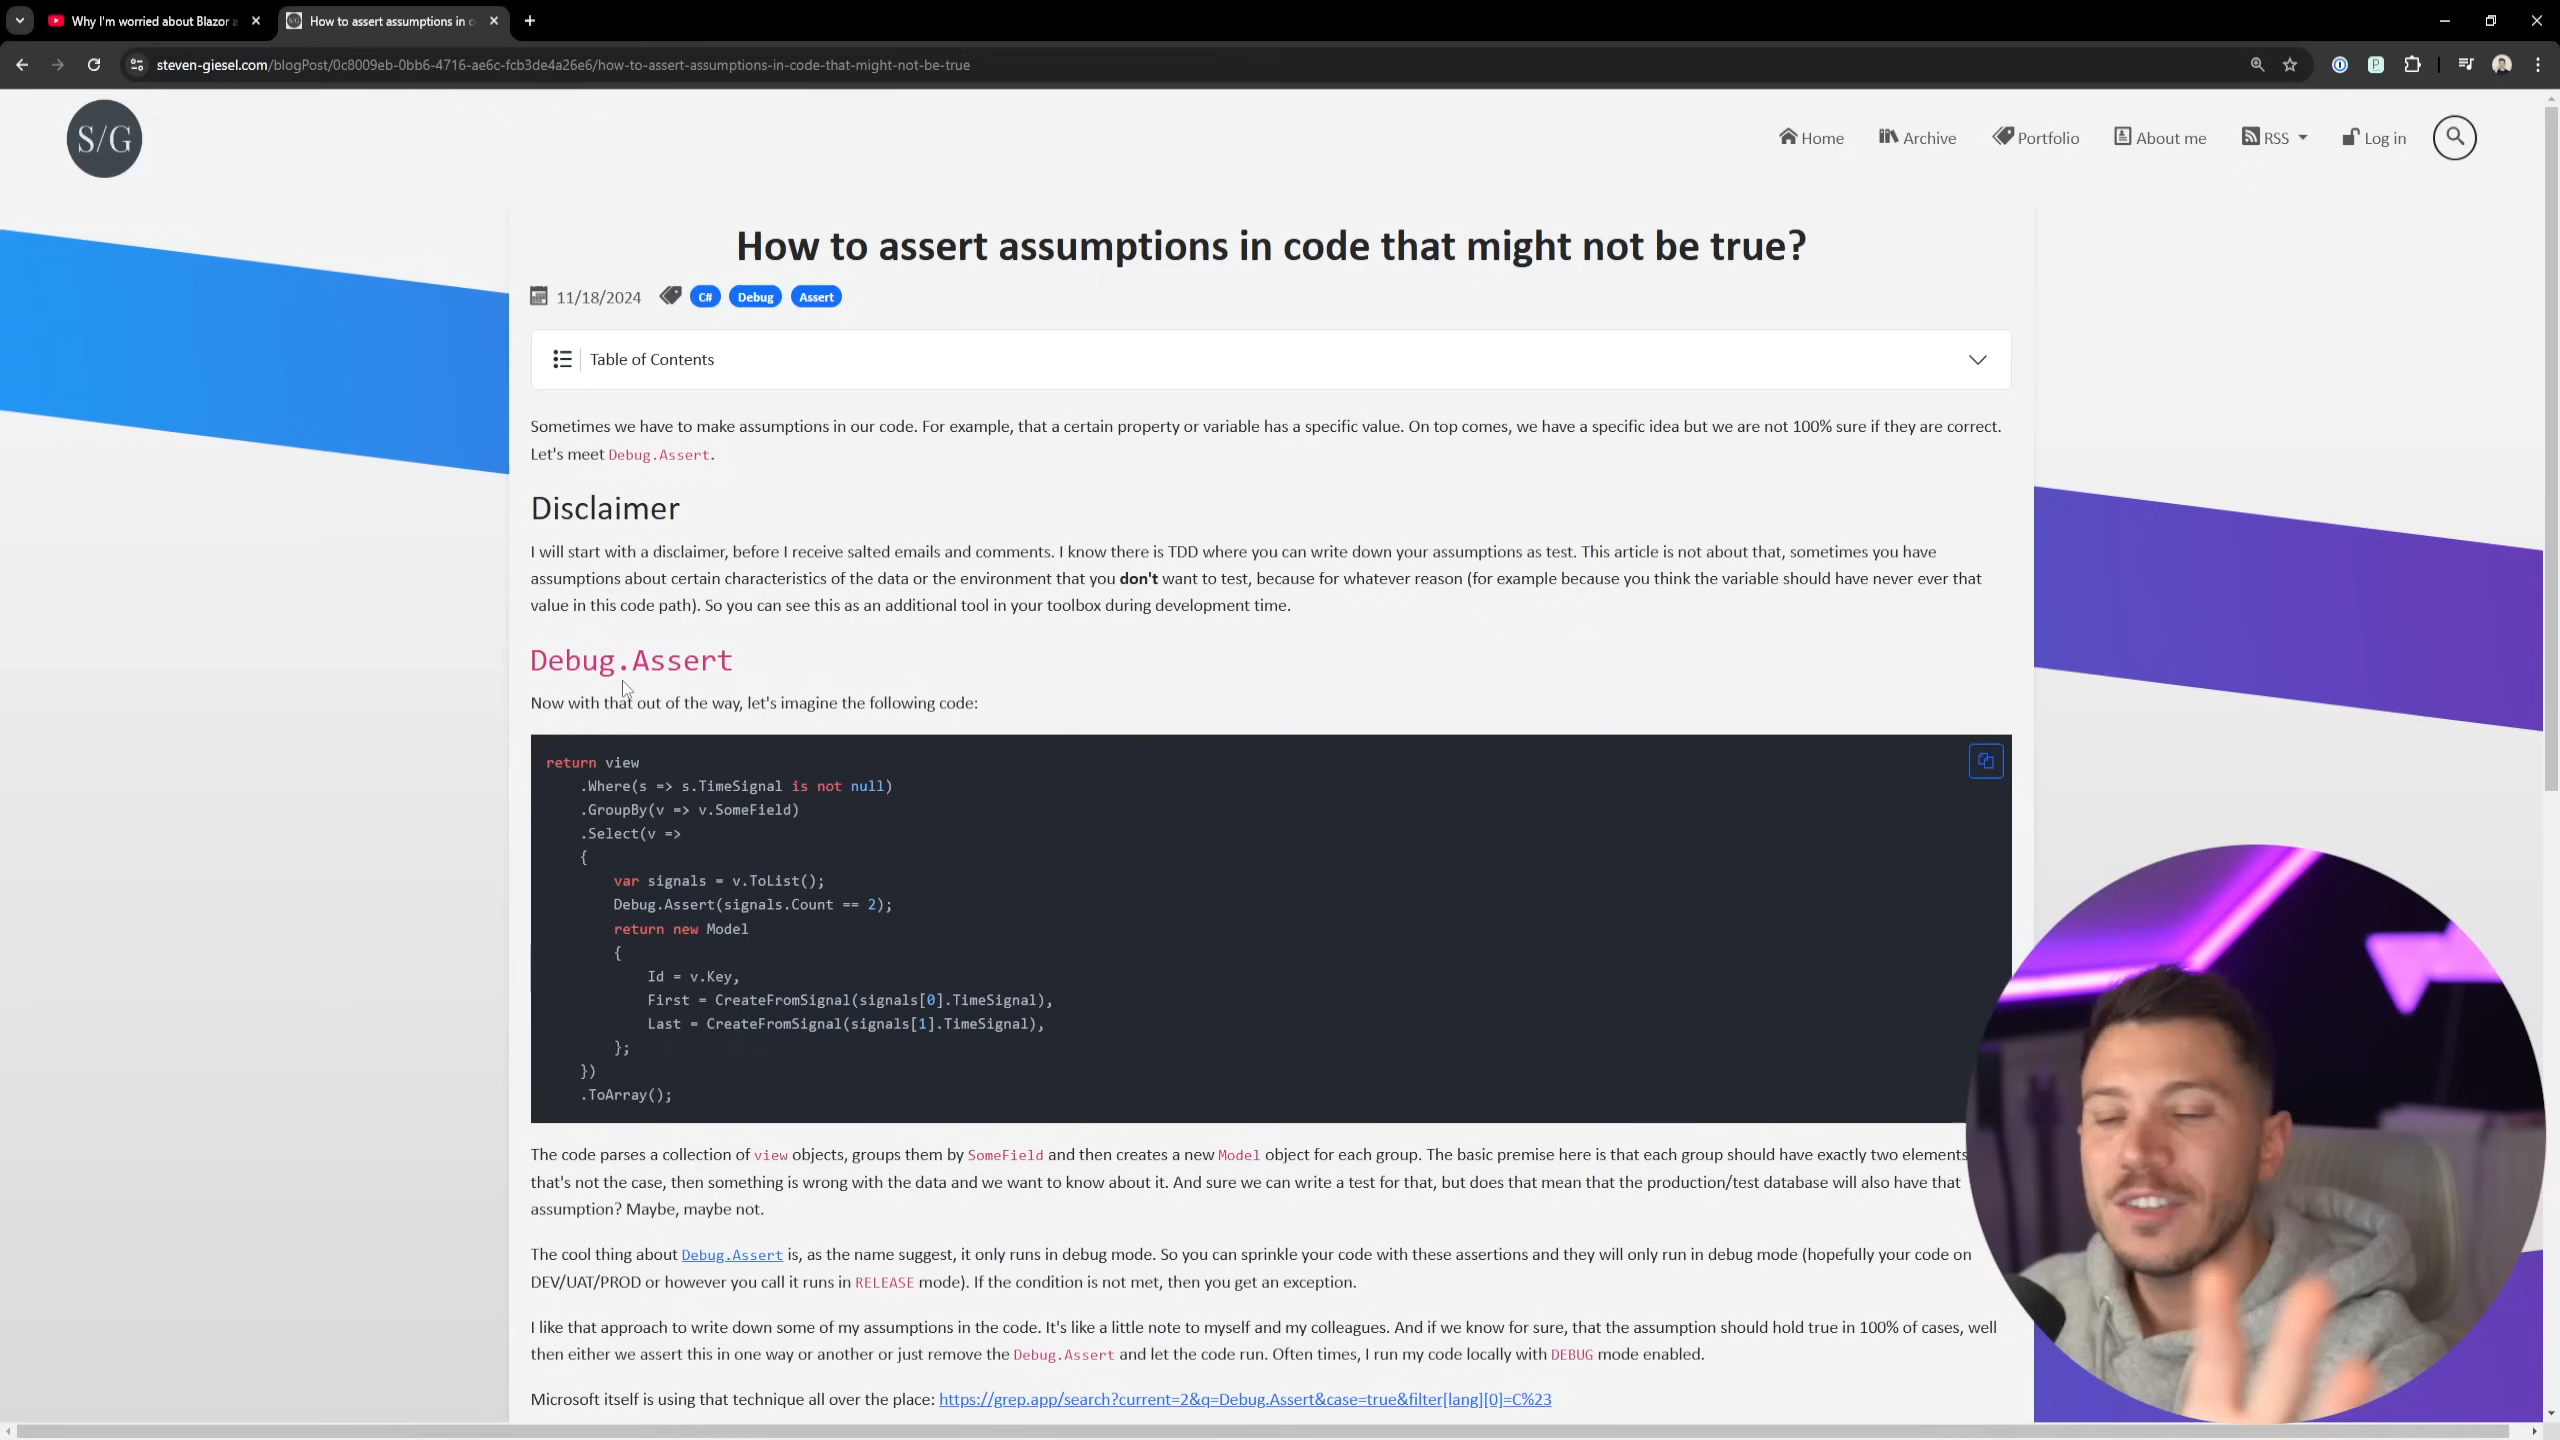 Why I'm worried about Blazor a
How to assert assumptions in c
steven-giesel.com/blogPost/0c8009eb-0bb6-4716-ae6c-fcb3de4a26e6/how-to-assert-assumptions-in-code-that-might-not-be-true
S/G
Home
Archive
Portfolio
About me
RSS
Log in
How to assert assumptions in code that might not be true?
11/18/2024
C#
Debug
Assert
Table of Contents
Sometimes we have to make assumptions in our code. For example, that a certain property or variable has a specific value. On top comes, we have a specific idea but we are not 100% sure if they are correct.
Let's meet Debug.Assert.
Disclaimer
I will start with a disclaimer, before I receive salted emails and comments. I know there is TDD where you can write down your assumptions as test. This article is not about that, sometimes you have
assumptions about certain characteristics of the data or the environment that you don't want to test, because for whatever reason (for example because you think the variable should have never ever that
value in this code path). So you can see this as an additional tool in your toolbox during development time.
Debug.Assert
Now with that out of the way, let's imagine the following code:
return view
.Where(s => s.TimeSignal is not null)
.GroupBy(v => v.SomeField)
.Select(v =>
{
var signals = v.ToList();
Debug.Assert(signals.Count == 2);
return new Model
{
Id = v.Key,
First = CreateFromSignal(signals[0].TimeSignal),
Last = CreateFromSignal(signals[1].TimeSignal),
};
})
.ToArray();
The code parses a collection of view objects, groups them by SomeField and then creates a new Model object for each group. The basic premise here is that each group should have exactly two elements
that's not the case, then something is wrong with the data and we want to know about it. And sure we can write a test for that, but does that mean that the production/test database will also have that
assumption? Maybe, maybe not.
The cool thing about Debug.Assert is, as the name suggest, it only runs in debug mode. So you can sprinkle your code with these assertions and they will only run in debug mode (hopefully your code on
DEV/UAT/PROD or however you call it runs in RELEASE mode). If the condition is not met, then you get an exception.
I like that approach to write down some of my assumptions in the code. It's like a little note to myself and my colleagues. And if we know for sure, that the assumption should hold true in 100% of cases, well
then either we assert this in one way or another or just remove the Debug.Assert and let the code run. Often times, I run my code locally with DEBUG mode enabled.
Microsoft itself is using that technique all over the place: https://grep.app/search?current=2&q=Debug.Assert&case=true&filter[lang][0]=C%23